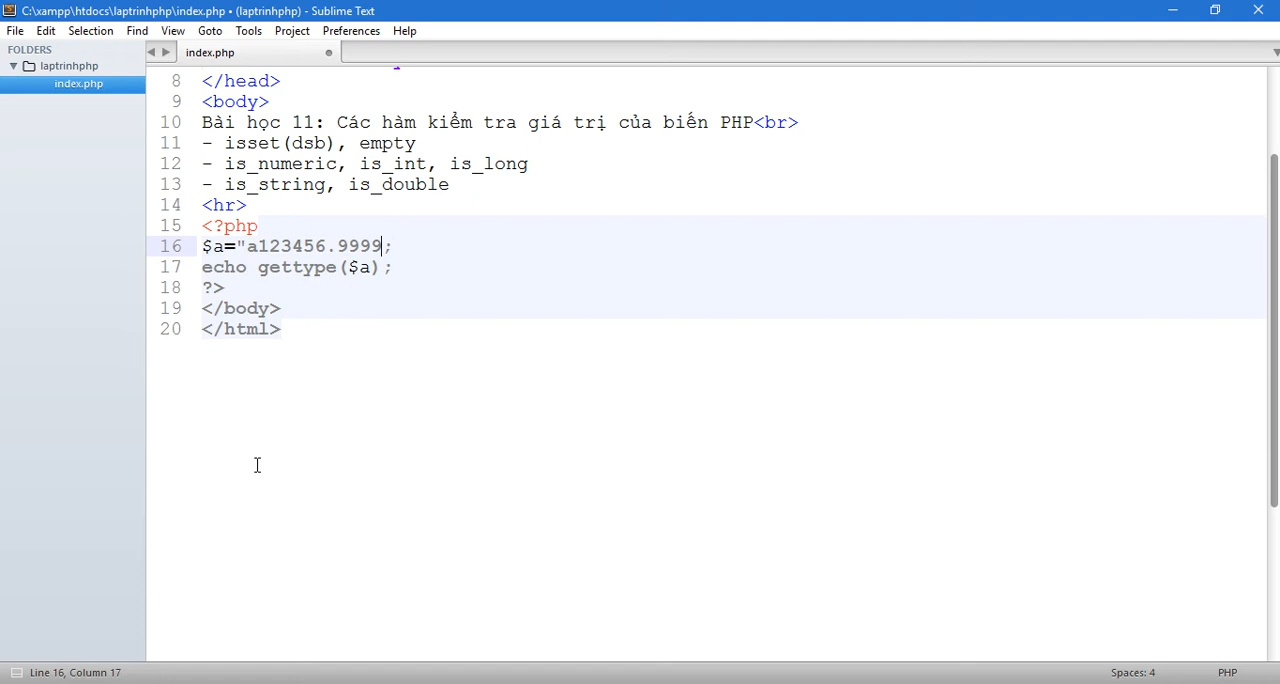 C:\xampp\htdocs\laptrinhphp\index.php • (laptrinhphp) - Sublime Text
File Edit Selection Find View Goto Tools Project Preferences Help
FOLDERS
laptrinhphp
index.php
index.php
8 </head>
9 <body>
10 Bài học 11: Các hàm kiểm tra giá trị của biến PHP<br>
11 - isset(dsb), empty
12 - is_numeric, is_int, is_long
13 - is_string, is_double
14 <hr>
15 <?php
16 $a="a123456.9999;
17 echo gettype($a);
18 ?>
19 </body>
20 </html>
Line 16, Column 17
Spaces: 4
PHP